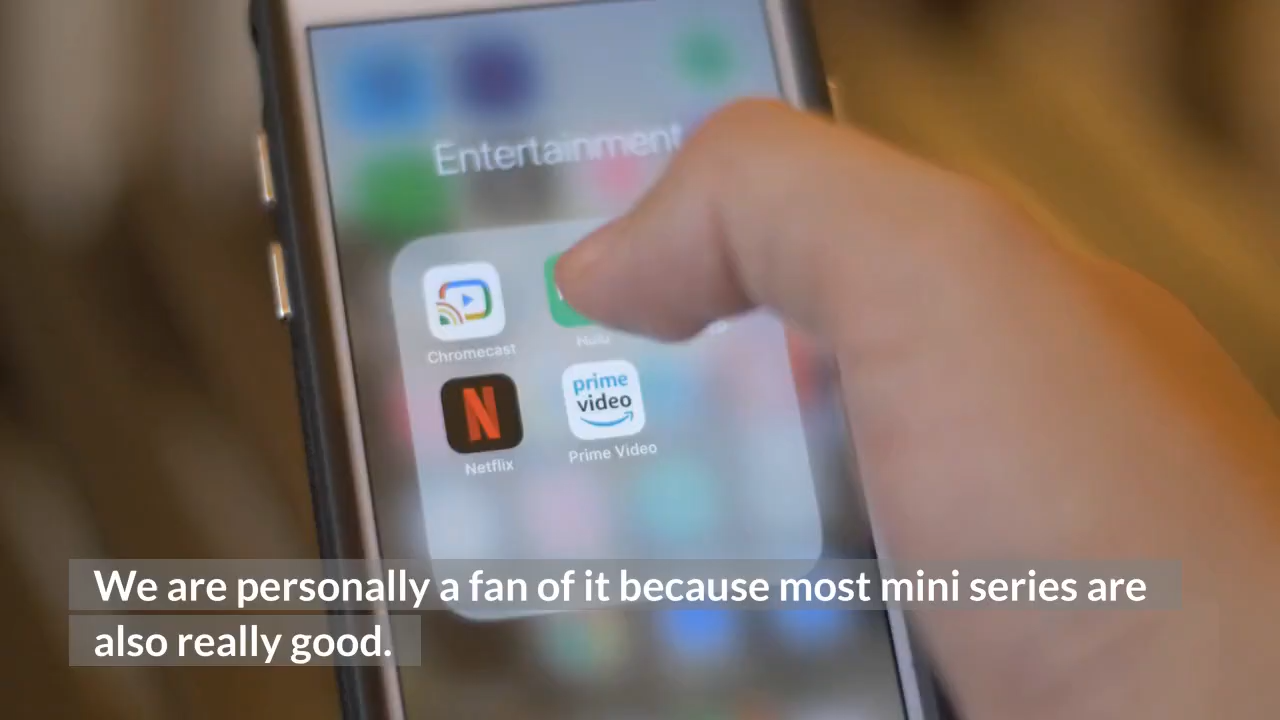 Entertainment
Chromecast
Hulu
N
Netflix
prime
video
Prime Video
We are personally a fan of it because most mini series are
also really good.